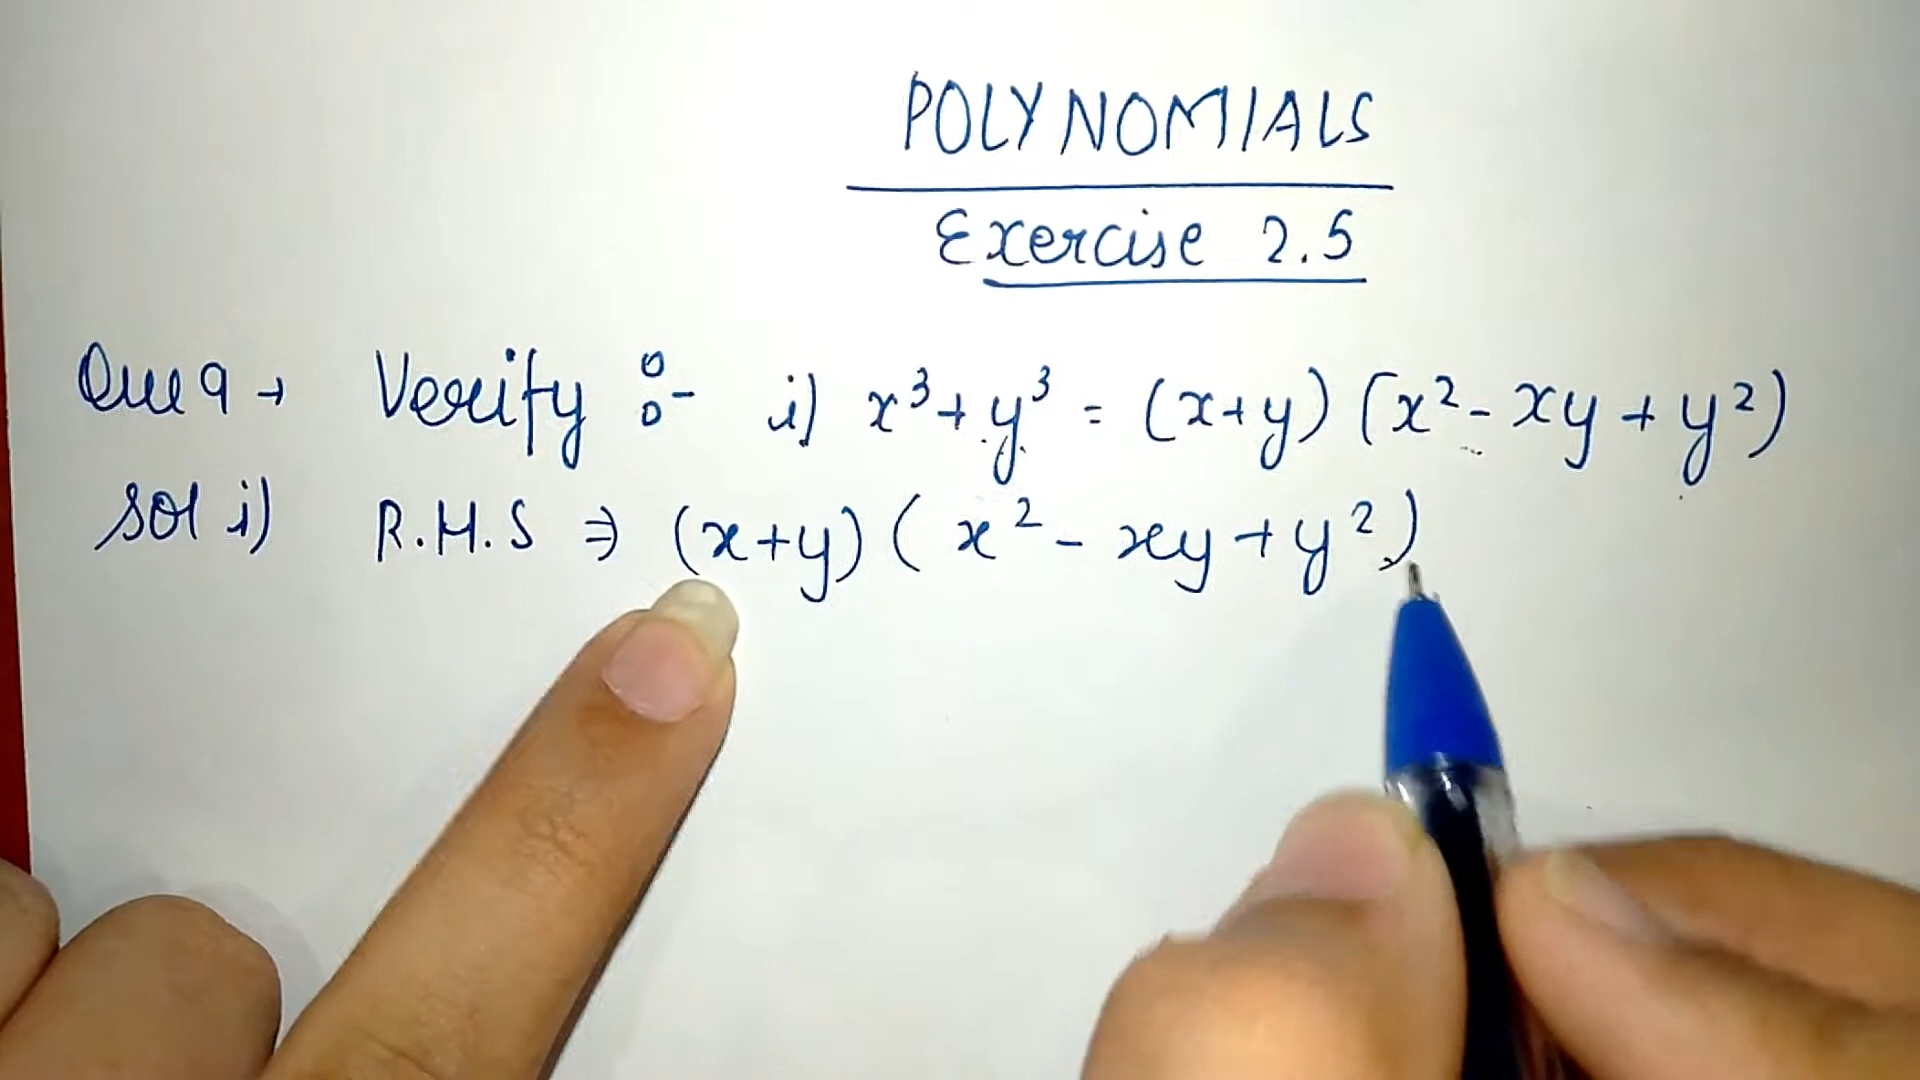 POLYNOMIALS
Exercise 2.5
Que 9 → Verify :- i) x³ + y³ = (x+y) (x² - xy + y²)
sol i) R.H.S ⇒ (x+y) ( x² - xy + y²)